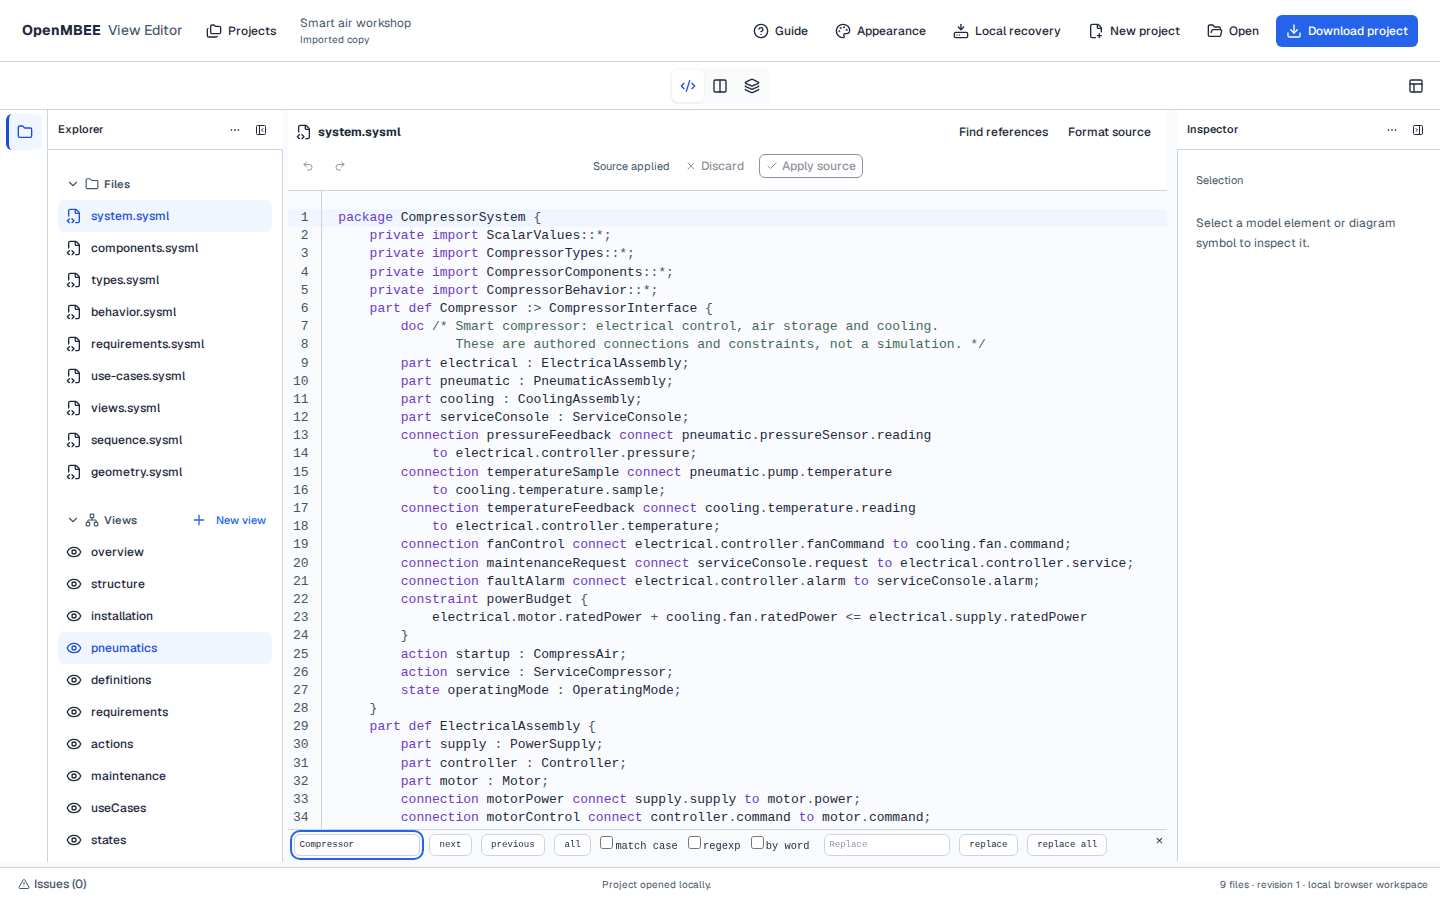 OpenMBEE View Editor
Projects
Smart air workshop
Imported copy
Guide
Appearance
Local recovery
New project
Open
Download project
Explorer
system.sysml
Find references
Format source
Inspector
Source applied
Discard
Apply source
Files
system.sysml
components.sysml
types.sysml
behavior.sysml
requirements.sysml
use-cases.sysml
views.sysml
sequence.sysml
geometry.sysml
Views
New view
overview
structure
installation
pneumatics
definitions
requirements
actions
maintenance
useCases
states
1 package CompressorSystem {
2 private import ScalarValues::*;
3 private import CompressorTypes::*;
4 private import CompressorComponents::*;
5 private import CompressorBehavior::*;
6 part def Compressor :> CompressorInterface {
7 doc /* Smart compressor: electrical control, air storage and cooling.
8 These are authored connections and constraints, not a simulation. */
9 part electrical : ElectricalAssembly;
10 part pneumatic : PneumaticAssembly;
11 part cooling : CoolingAssembly;
12 part serviceConsole : ServiceConsole;
13 connection pressureFeedback connect pneumatic.pressureSensor.reading
14 to electrical.controller.pressure;
15 connection temperatureSample connect pneumatic.pump.temperature
16 to cooling.temperature.sample;
17 connection temperatureFeedback connect cooling.temperature.reading
18 to electrical.controller.temperature;
19 connection fanControl connect electrical.controller.fanCommand to cooling.fan.command;
20 connection maintenanceRequest connect serviceConsole.request to electrical.controller.service;
21 connection faultAlarm connect electrical.controller.alarm to serviceConsole.alarm;
22 constraint powerBudget {
23 electrical.motor.ratedPower + cooling.fan.ratedPower <= electrical.supply.ratedPower
24 }
25 action startup : CompressAir;
26 action service : ServiceCompressor;
27 state operatingMode : OperatingMode;
28 }
29 part def ElectricalAssembly {
30 part supply : PowerSupply;
31 part controller : Controller;
32 part motor : Motor;
33 connection motorPower connect supply.supply to motor.power;
34 connection motorControl connect controller.command to motor.command;
Compressor next previous all match case regexp by word Replace replace replace all ×
Selection
Select a model element or diagram
symbol to inspect it.
Issues (0)
Project opened locally.
9 files · revision 1 · local browser workspace